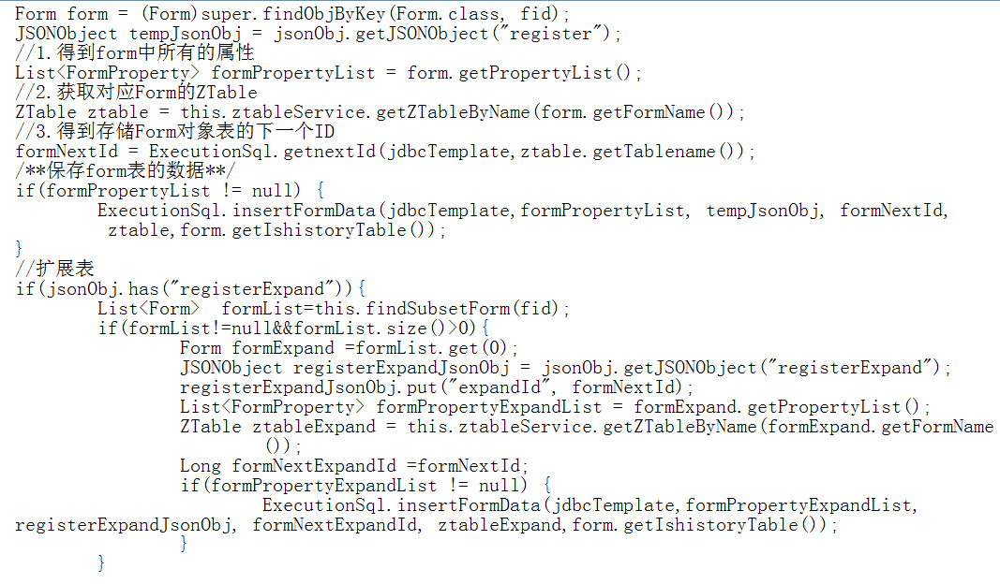 Form form = (Form)super.findObjByKey(Form.class, fid);
JSONObject tempJsonObj = jsonObj.getJSONObject("register");
//1.得到form中所有的属性
List<FormProperty> formPropertyList = form.getPropertyList();
//2.获取对应Form的ZTable
ZTable ztable = this.ztableService.getZTableByName(form.getFormName());
//3.得到存储Form对象表的下一个ID
formNextId = ExecutionSql.getnextId(jdbcTemplate,ztable.getTablename());
/**保存form表的数据**/
if(formPropertyList != null) {
ExecutionSql.insertFormData(jdbcTemplate,formPropertyList, tempJsonObj, formNextId,
ztable,form.getIshistoryTable());
}
//扩展表
if(jsonObj.has("registerExpand")){
List<Form> formList=this.findSubsetForm(fid);
if(formList!=null&&formList.size()>0){
Form formExpand =formList.get(0);
JSONObject registerExpandJsonObj = jsonObj.getJSONObject("registerExpand");
registerExpandJsonObj.put("expandId", formNextId);
List<FormProperty> formPropertyExpandList = formExpand.getPropertyList();
ZTable ztableExpand = this.ztableService.getZTableByName(formExpand.getFormName
());
Long formNextExpandId =formNextId;
if(formPropertyExpandList != null) {
ExecutionSql.insertFormData(jdbcTemplate,formPropertyExpandList,
registerExpandJsonObj, formNextExpandId, ztableExpand,form.getIshistoryTable());
}
}